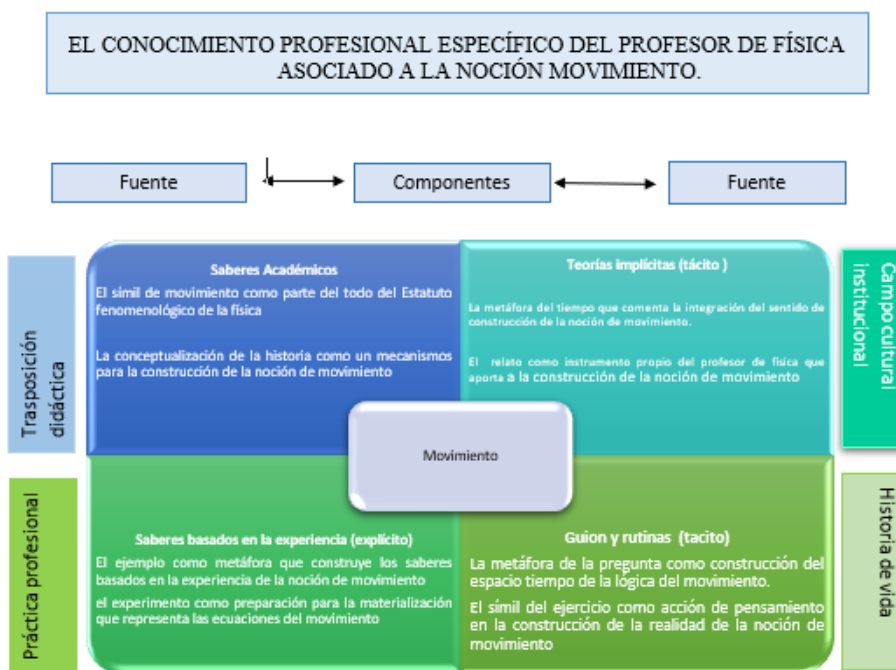 EL CONOCIMIENTO PROFESIONAL ESPECÍFICO DEL PROFESOR DE FÍSICA
ASOCIADO A LA NOCIÓN MOVIMIENTO.
Fuente
Componentes
Fuente
Trasposición
didáctica
Saberes Académicos
El símil de movimiento como parte del todo del Estatuto
fenomenológico de la física
La conceptualización de la historia como un mecanismos
para la construcción de la noción de movimiento
Teorías implícitas (tácito )
La metáfora del tiempo que comenta la integración del sentido de
construcción de la noción de movimiento.
El relato como instrumento propio del profesor de física que
aporta a la construcción de la noción de movimiento
Campo cultural
institucional
Movimiento
Práctica profesional
Saberes basados en la experiencia (explícito)
El ejemplo como metáfora que construye los saberes
basados en la experiencia de la noción de movimiento
el experimento como preparación para la materialización
que representa las ecuaciones del movimiento
Guion y rutinas (tacito)
La metáfora de la pregunta como construcción del
espacio tiempo de la lógica del movimiento.
El símil del ejercicio como acción de pensamiento
en la construcción de la realidad de la noción de
movimiento
Historia de vida